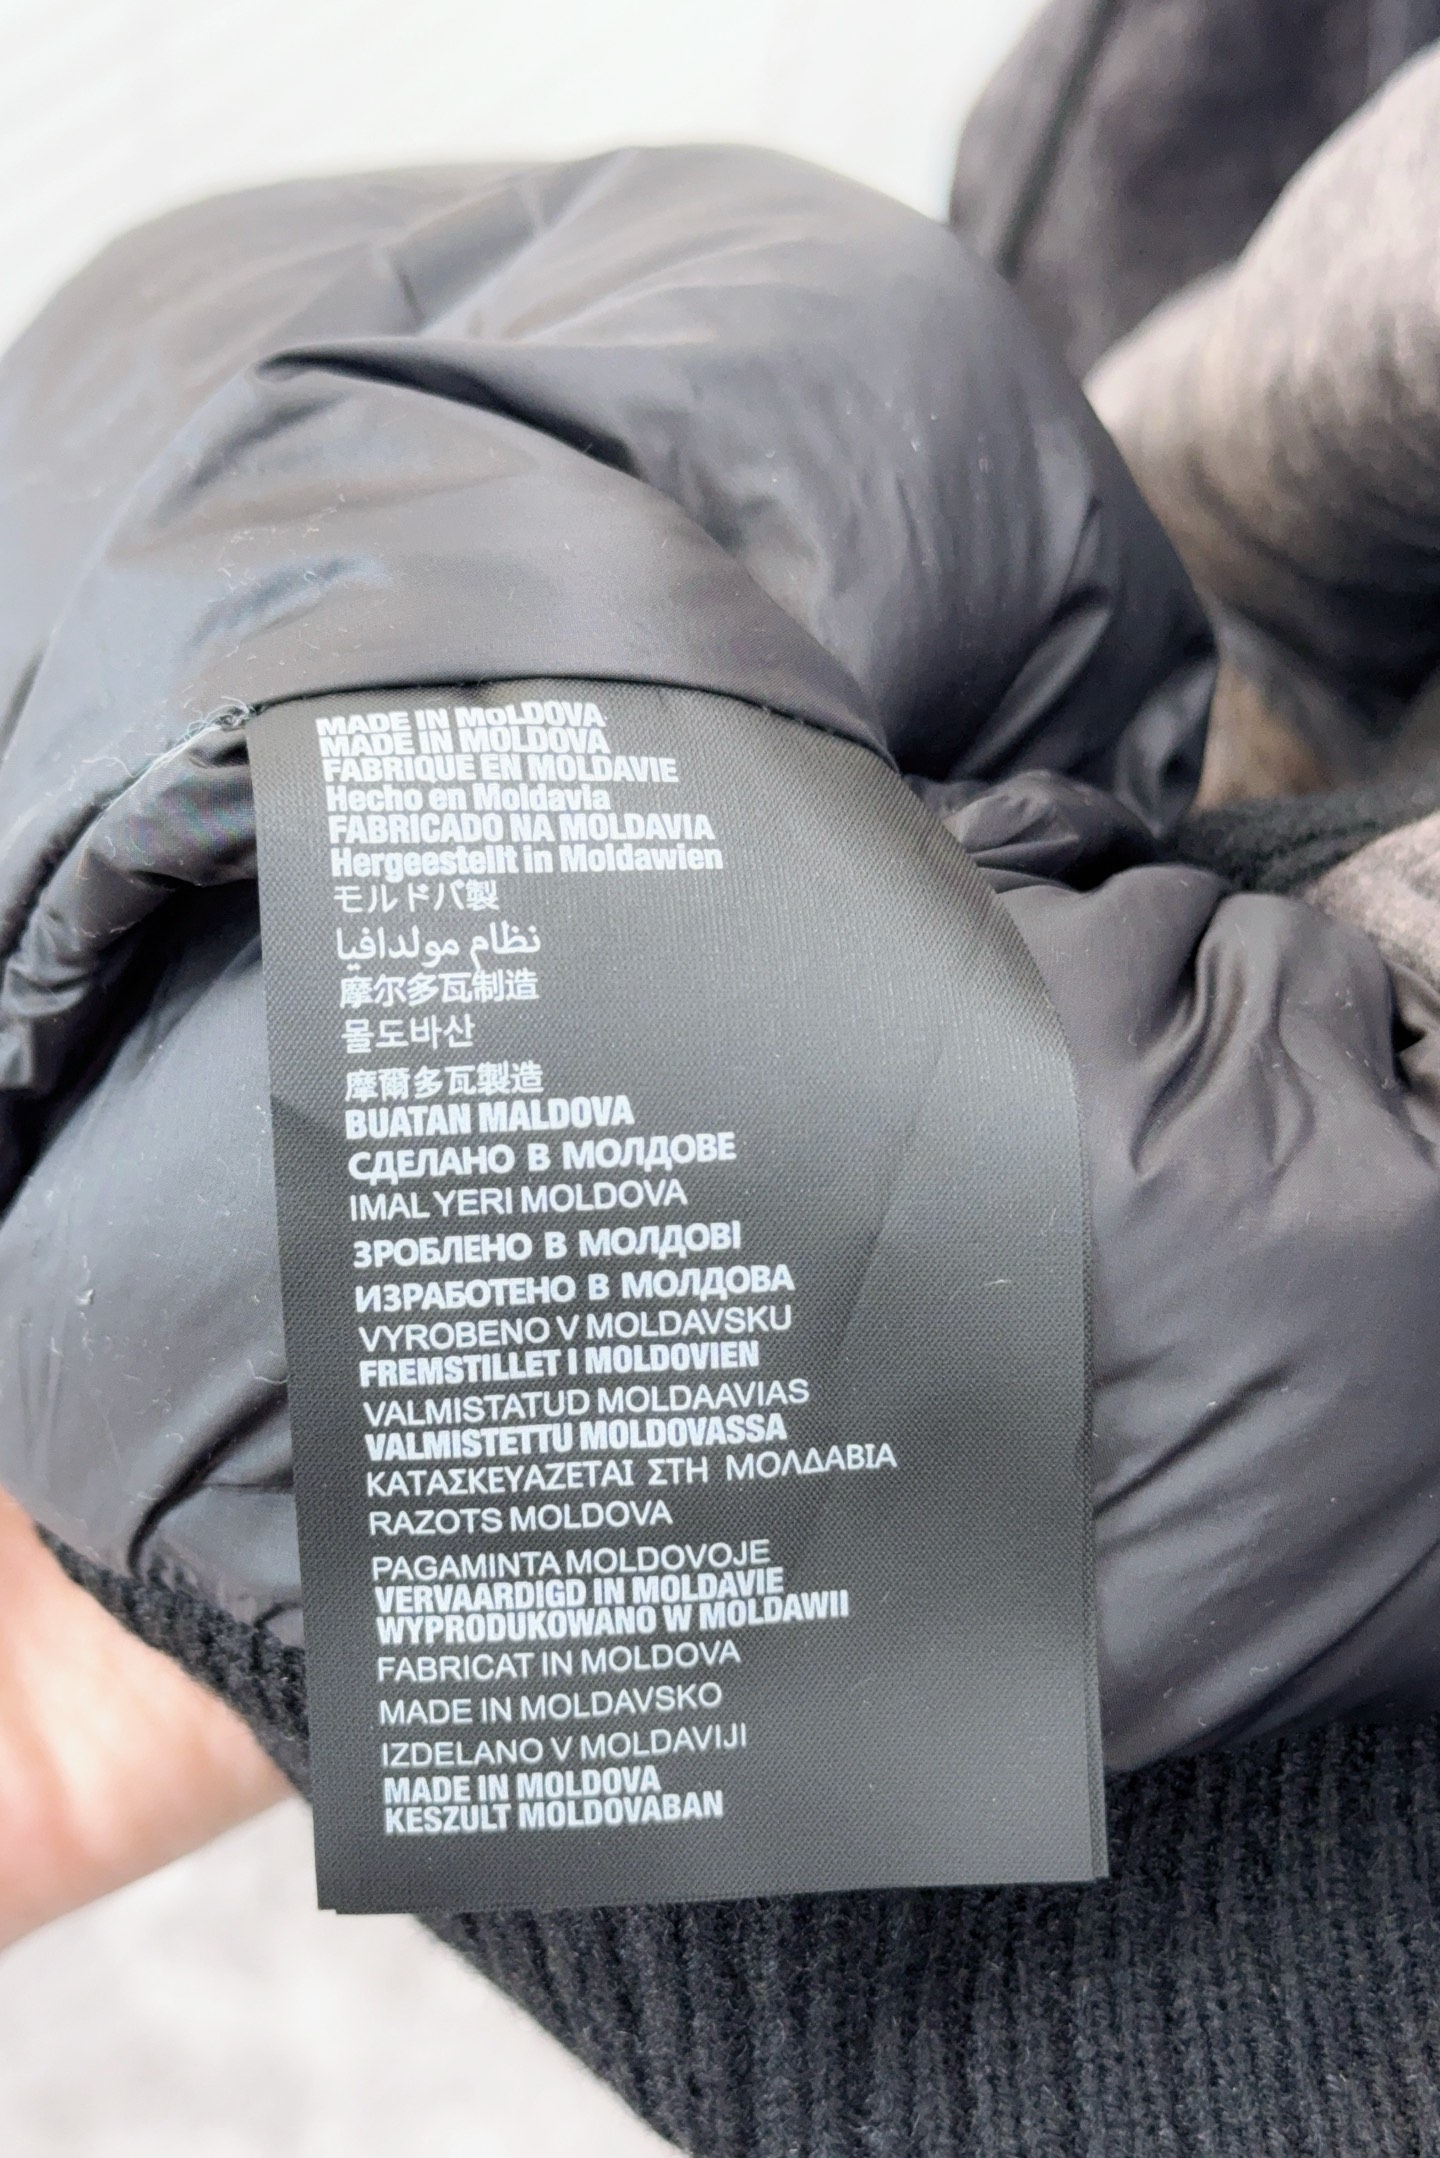 MADE IN MOLDOVA
MADE IN MOLDOVA
FABRIQUE EN MOLDAVIE
Hecho en Moldavia
FABRICADO NA MOLDAVIA
Hergeestellt in Moldawien
モルドバ製
نظام مولدافيا
摩尔多瓦制造
몰도바산
摩爾多瓦製造
BUATAN MALDOVA
СДЕЛАНО В МОЛДОВЕ
IMAL YERI MOLDOVA
ЗРОБЛЕНО В МОЛДОВІ
ИЗРАБОТЕНО В МОЛДОВА
VYROBENO V MOLDAVSKU
FREMSTILLET I MOLDOVIEN
VALMISTATUD MOLDAAVIAS
VALMISTETTU MOLDOVASSA
ΚΑΤΑΣΚΕΥΑΖΕΤΑΙ ΣΤΗ ΜΟΛΔΑΒΙΑ
RAZOTS MOLDOVA
PAGAMINTA MOLDOVOJE
VERVAARDIGD IN MOLDAVIE
WYPRODUKOWANO W MOLDAWII
FABRICAT IN MOLDOVA
MADE IN MOLDAVSKO
IZDELANO V MOLDAVIJI
MADE IN MOLDOVA
KESZULT MOLDOVABAN